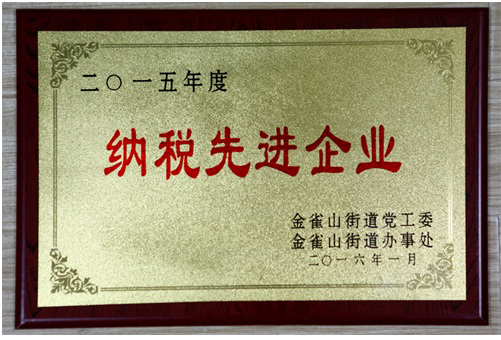 二〇一五年度
纳税先进企业
金雀山街道党工委
金雀山街道办事处
二〇一六年一月